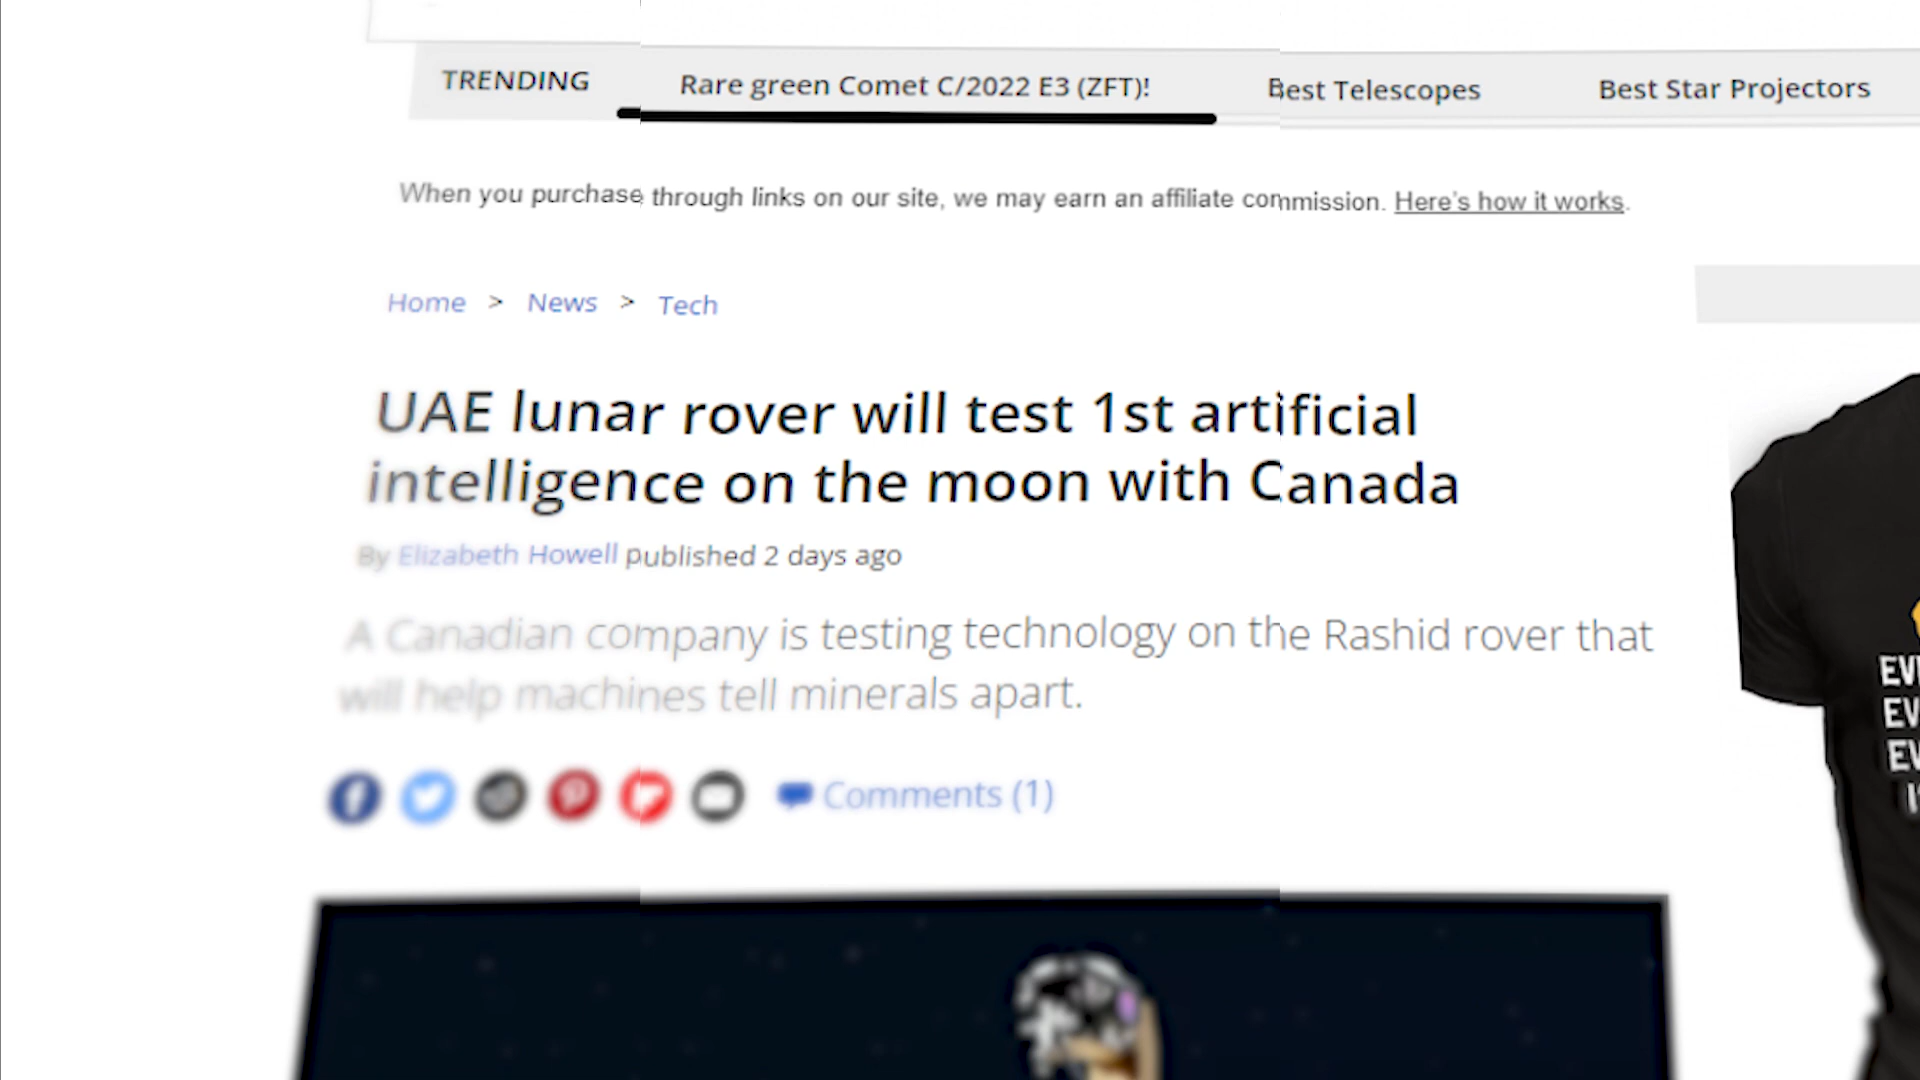 TRENDING Rare green Comet C/2022 E3 (ZFT)! Best Telescopes Best Star Projectors
When you purchase through links on our site, we may earn an affiliate commission. Here's how it works.
Home > News > Tech
UAE lunar rover will test 1st artificial
intelligence on the moon with Canada
By Elizabeth Howell published 2 days ago
A Canadian company is testing technology on the Rashid rover that
will help machines tell minerals apart.
Comments (1)